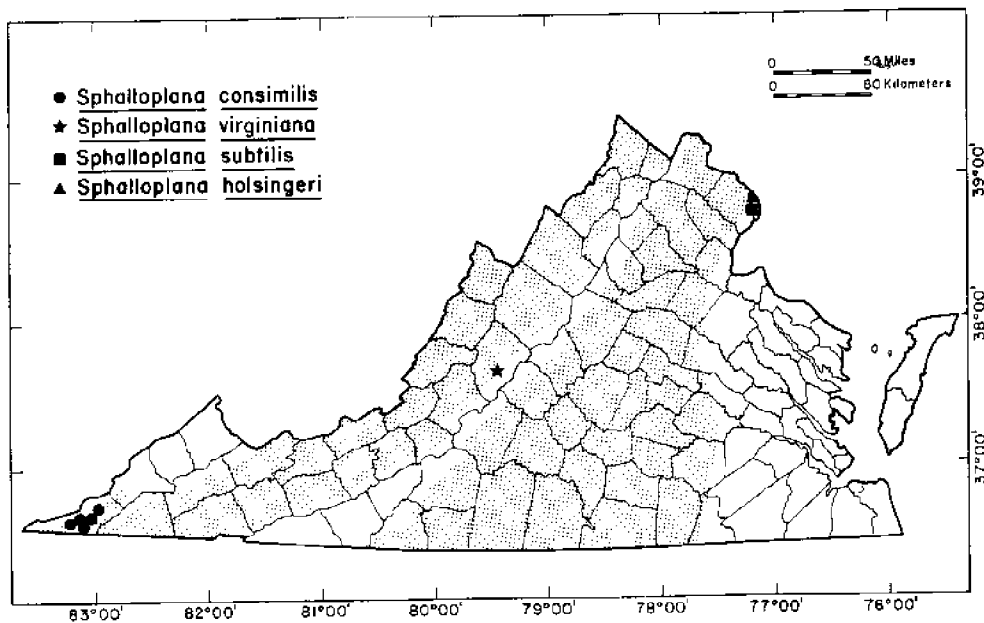 0 50 Miles
0 80 Kilometers
● Sphalloplana consimilis
★ Sphalloplana virginiana
■ Sphalloplana subtilis
▲ Sphalloplana holsingeri
39°00'
38°00'
37°00'
83°00' 82°00' 81°00' 80°00' 79°00' 78°00' 77°00' 76°00'